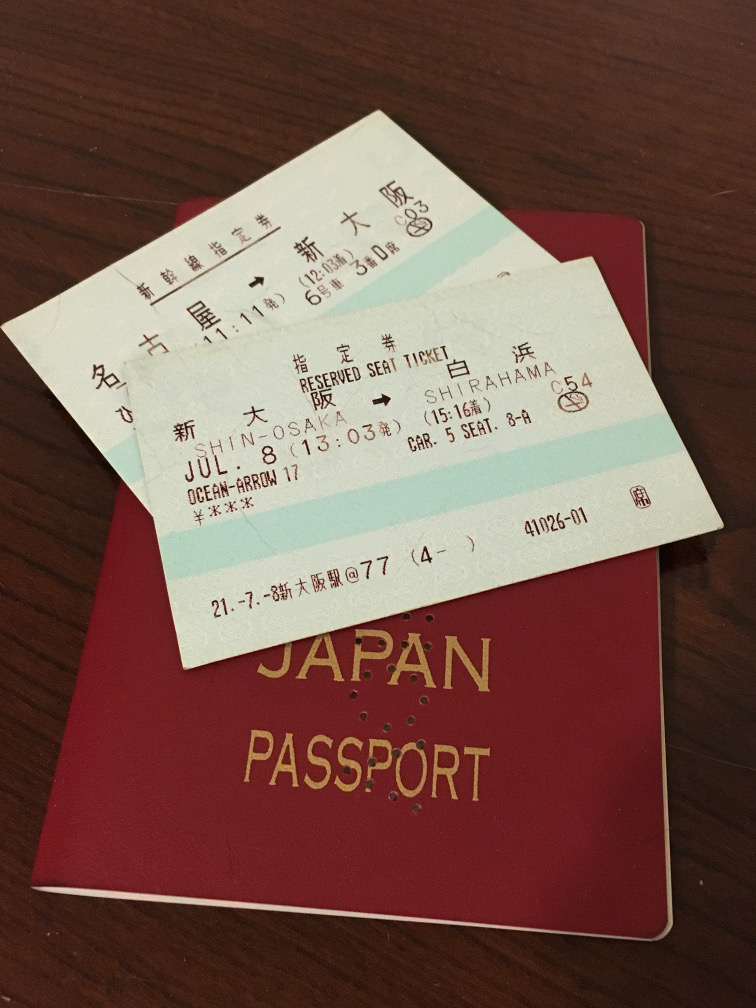 新幹線指定券
名古屋 → 新大阪
11:11発) (12:03着) C03
6号車 3番D席
指定券
RESERVED SEAT TICKET
新大阪 → 白浜
SHIN-OSAKA SHIRAHAMA
JUL. 8 (13:03発) (15:16着) C54
OCEAN-ARROW 17 CAR. 5 SEAT. 8-A
¥***
21.-7.-8新大阪駅@77 (4- ) 41026-01
JAPAN
PASSPORT